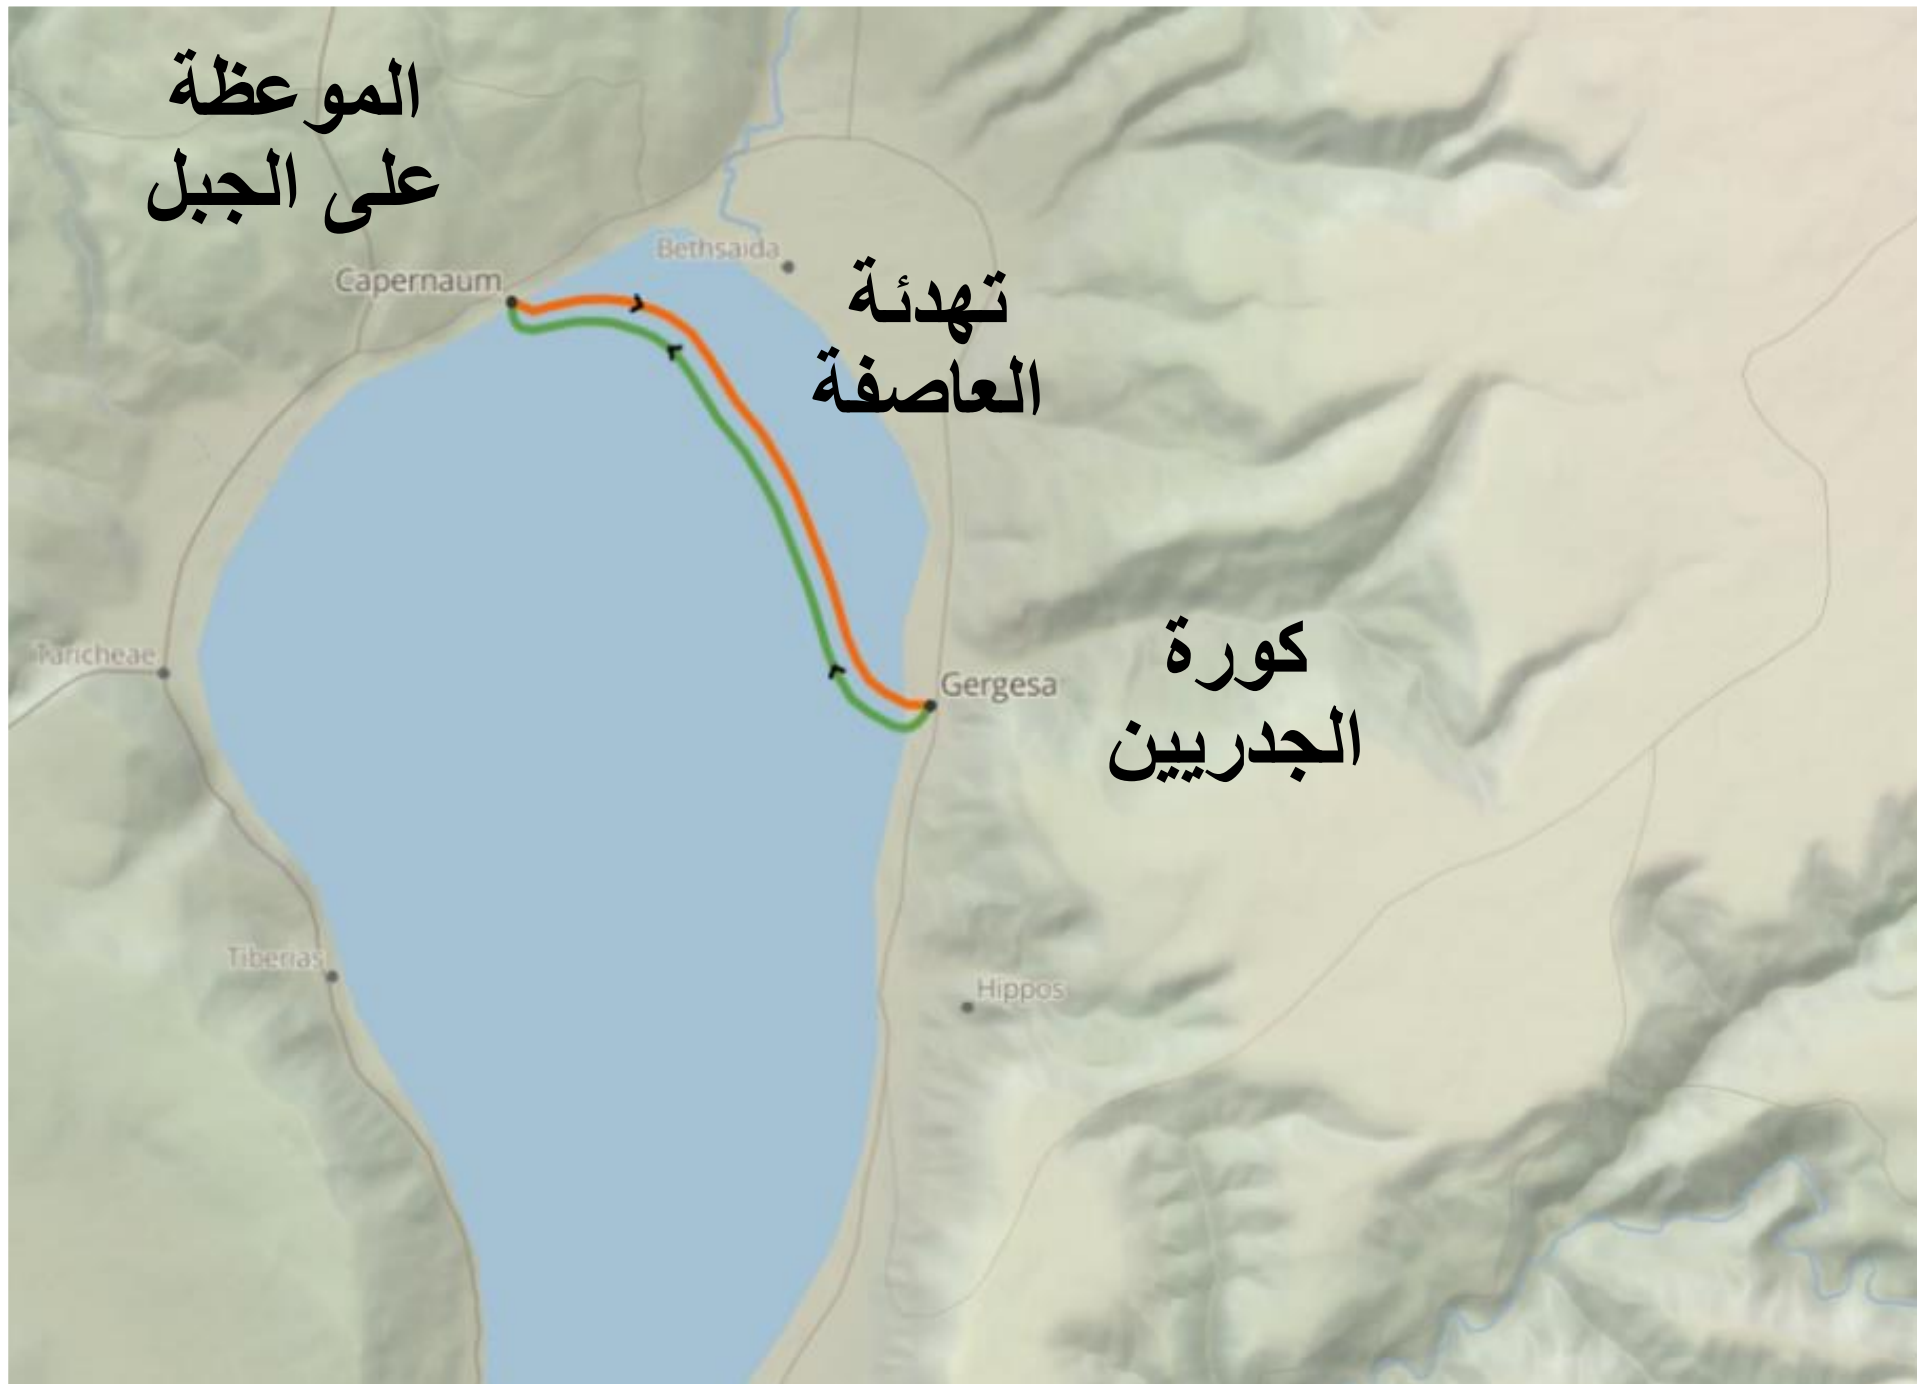 الموعظة
على الجبل
Bethsaida
Capernaum
تهدئة
العاصفة
كورة
الجدريين
Taricheae
Gergesa
Tiberias
Hippos